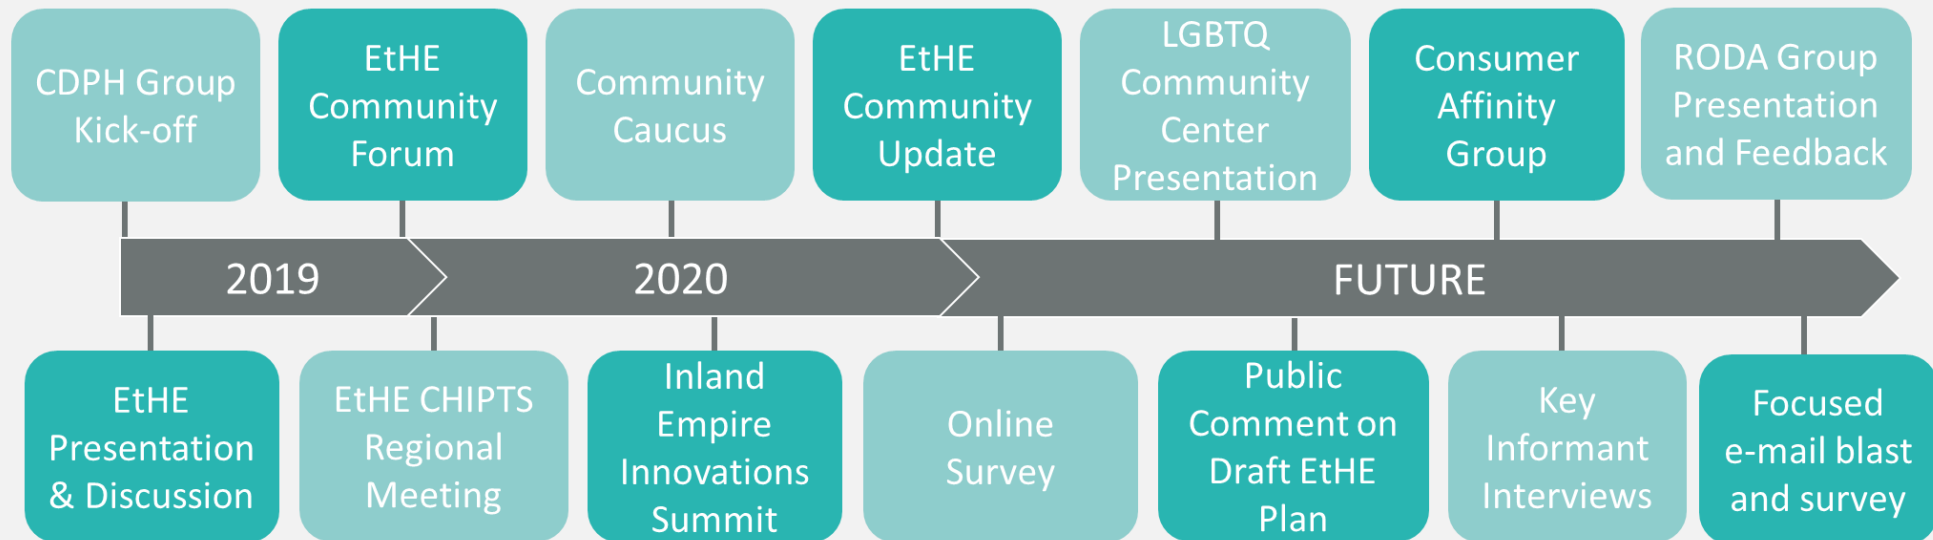 CDPH Group
Kick-off
EtHE
Community
Forum
Community
Caucus
EtHE
Community
Update
LGBTQ
Community
Center
Presentation
Consumer
Affinity
Group
RODA Group
Presentation
and Feedback
2019
2020
FUTURE
EtHE
Presentation
& Discussion
EtHE CHIPTS
Regional
Meeting
Inland
Empire
Innovations
Summit
Online
Survey
Public
Comment on
Draft EtHE
Plan
Key
Informant
Interviews
Focused
e-mail blast
and survey